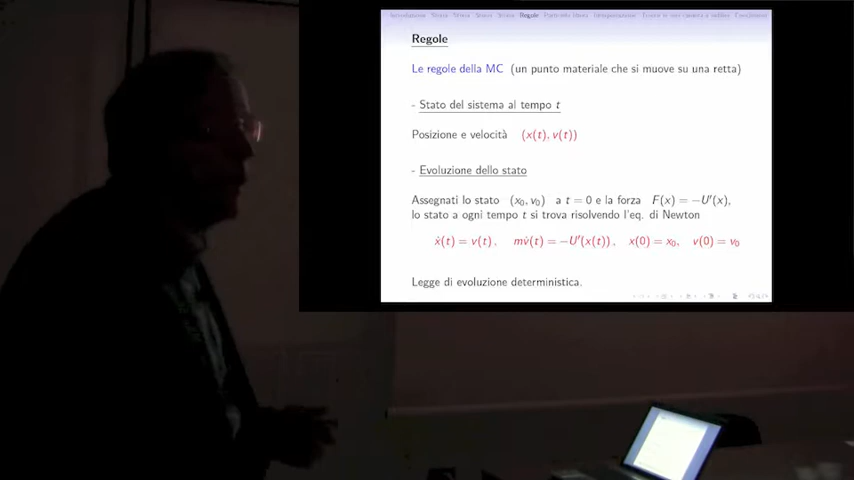 Regole
Regole
Le regole della MC (un punto materiale che si muove su una retta)
- Stato del sistema al tempo t
Posizione e velocità (x(t), v(t))
- Evoluzione dello stato
Assegnati lo stato (x₀, v₀) a t = 0 e la forza F(x) = −U′(x),
lo stato a ogni tempo t si trova risolvendo l'eq. di Newton
ẋ(t) = v(t), mv̇(t) = −U′(x(t)), x(0) = x₀, v(0) = v₀
Legge di evoluzione deterministica.